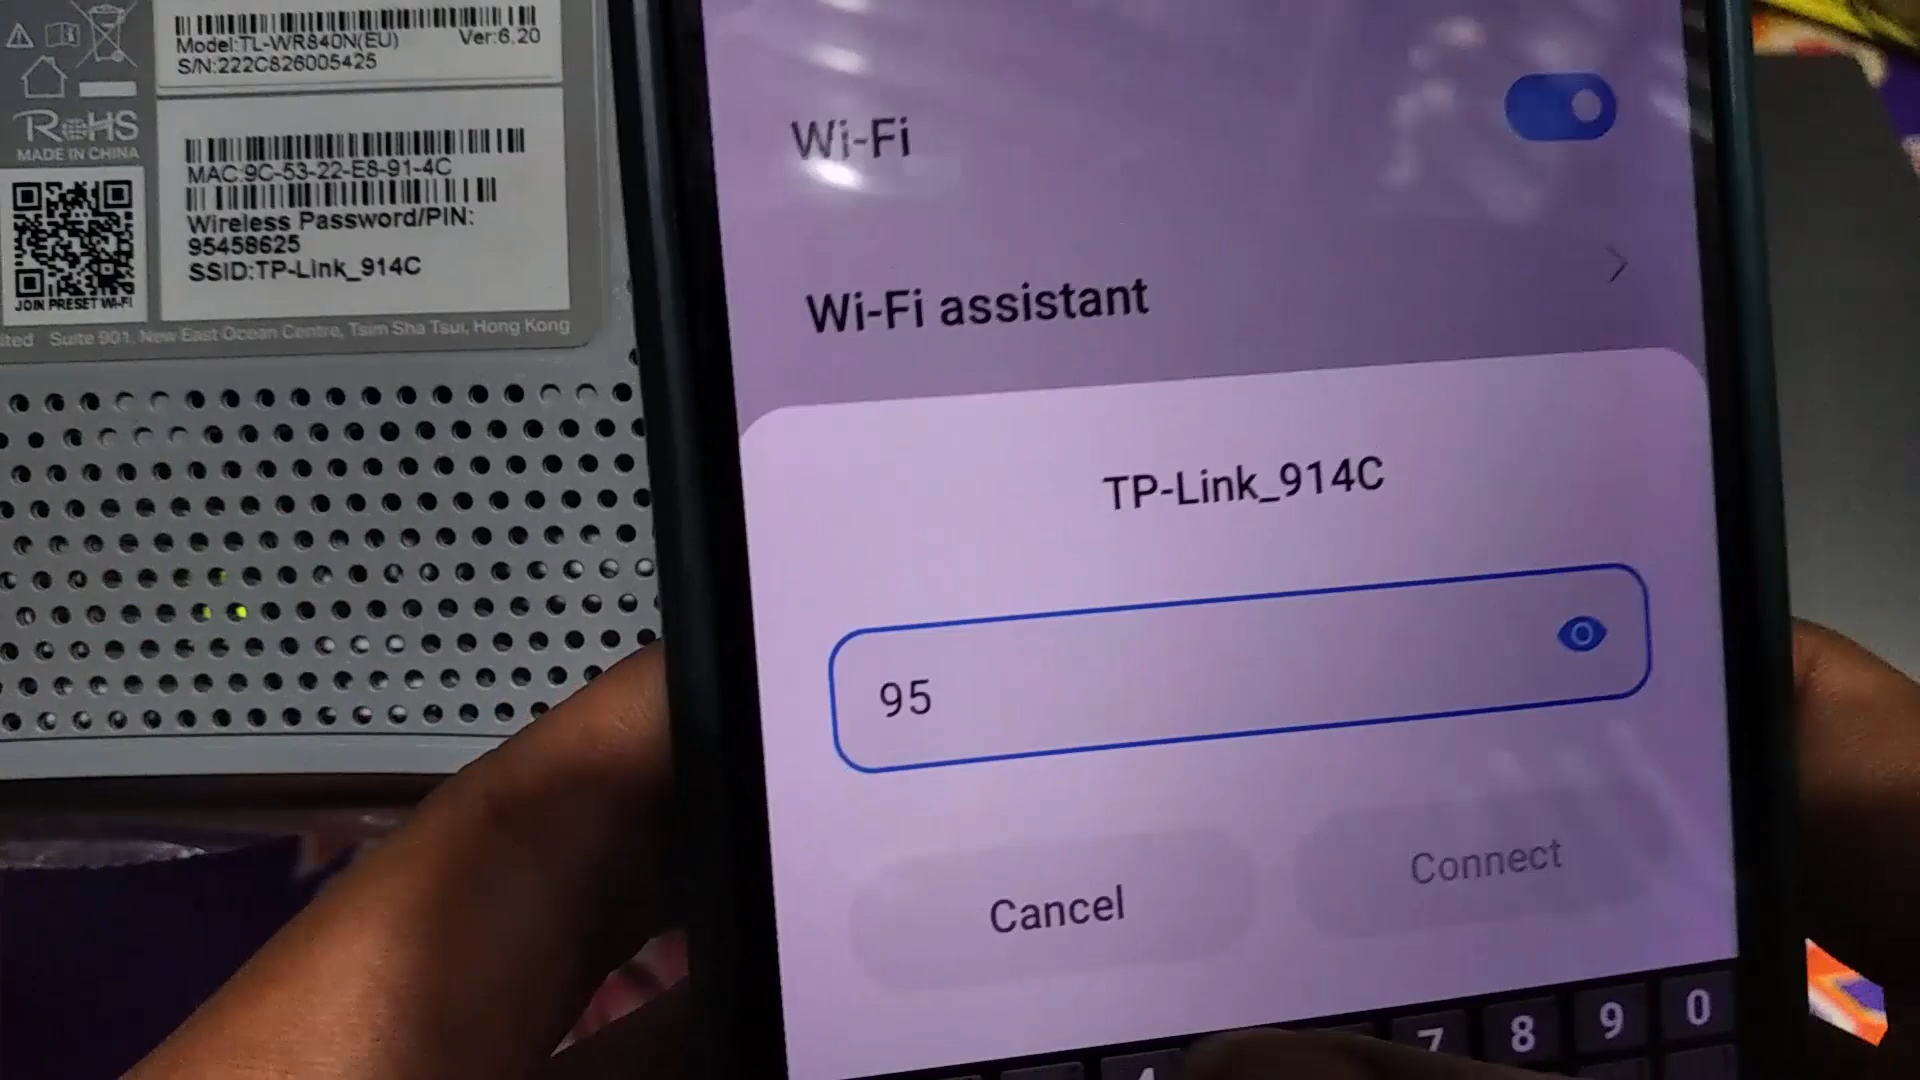 Model:TL-WR840N(EU) Ver:6.20
S/N:222C826005425
RoHS
MADE IN CHINA
MAC:9C-53-22-E8-91-4C
Wireless Password/PIN:
95458625
SSID:TP-Link_914C
JOIN PRESET WI-FI
Suite 901, New East Ocean Centre, Tsim Sha Tsui, Hong Kong
Wi-Fi
Wi-Fi assistant
TP-Link_914C
95
Cancel
Connect
4 7 8 9 0